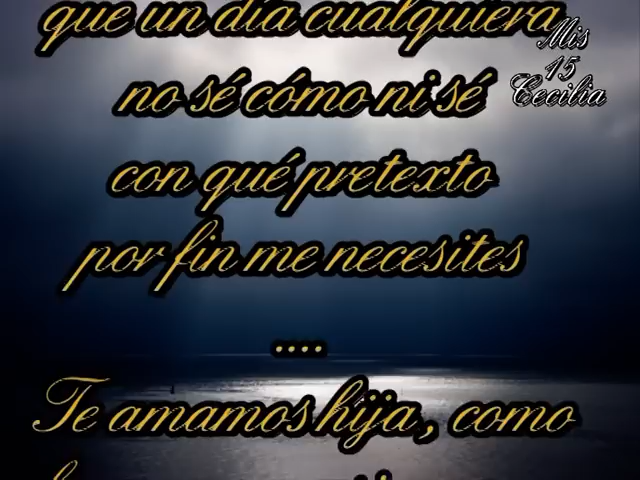 que un día cualquiera
Mis
15
Cecilia
no sé cómo ni sé
con qué pretexto
por fin me necesites
....
Te amamos hija, como